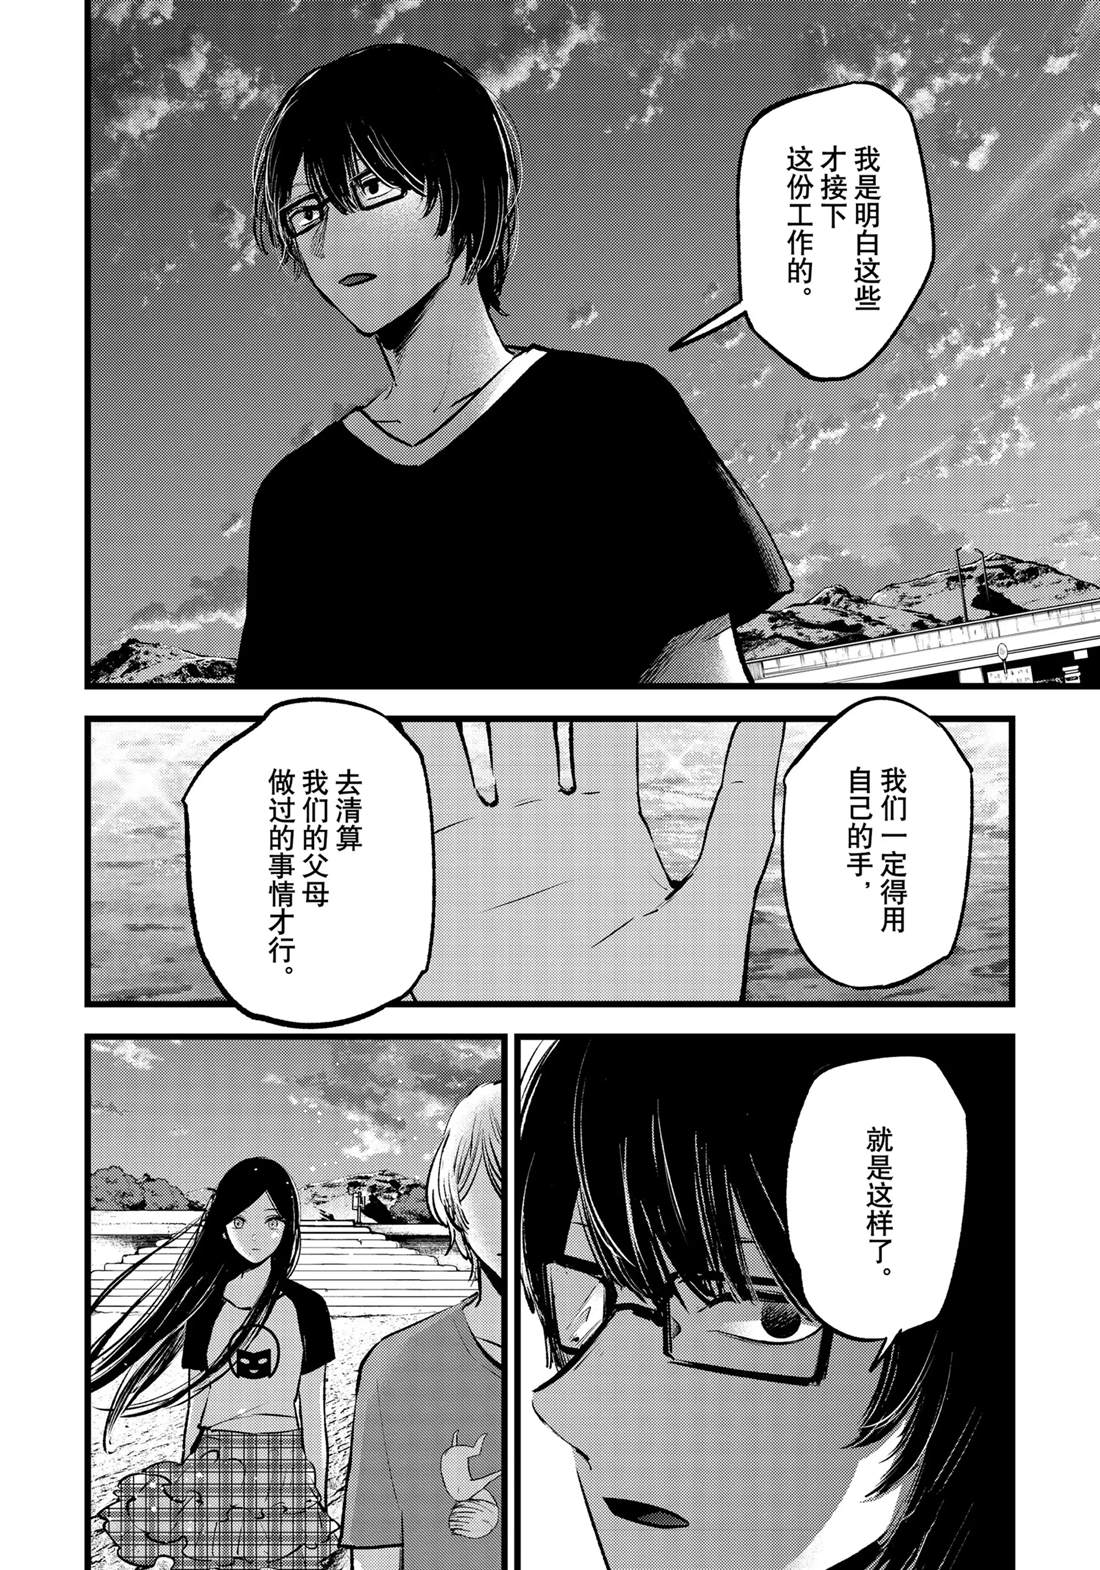 我是明白这些
才接下
这份工作的。
我们一定得用
自己的手，
去清算
我们的父母
做过的事情才行。
就是这样了。